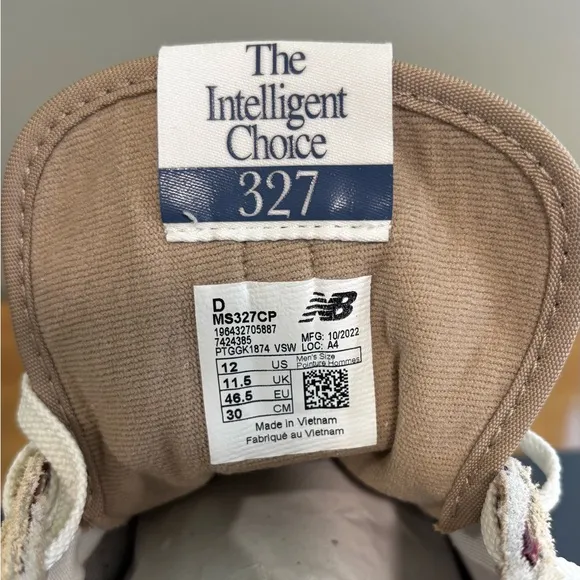 The
Intelligent
Choice
327
D
MS327CP
196432705887
7424385
PTGGK1874 VSW
NB
MFG: 10/2022
LOC: A4
12 US
11.5 UK
46.5 EU
30 CM
Men's Size
Pointure Hommes
Made in Vietnam
Fabriqué au Vietnam